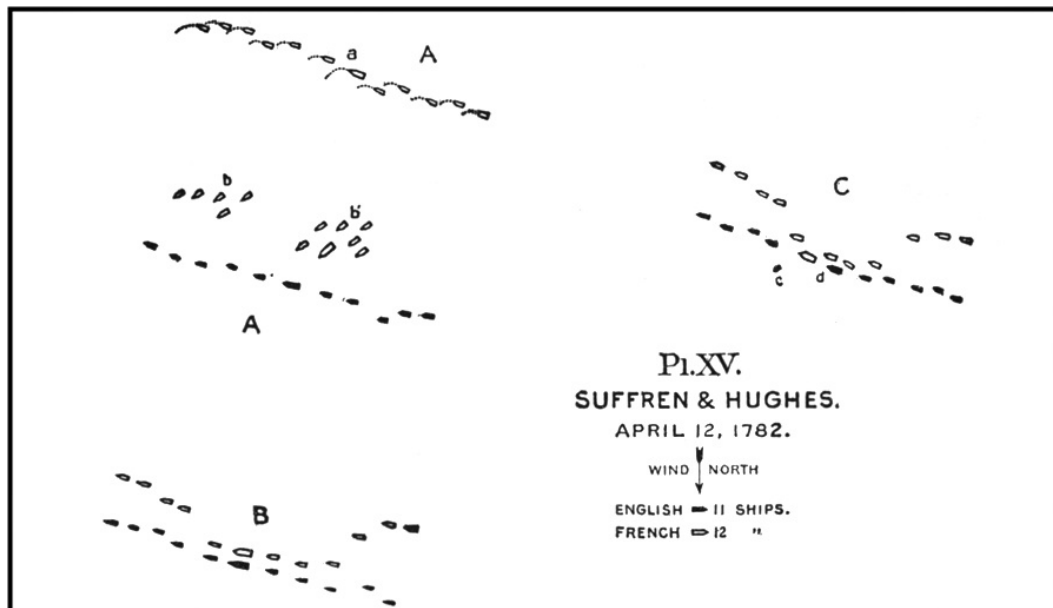 a A
b b'
A
C
c d
B
Pl.XV.
SUFFREN & HUGHES.
APRIL 12, 1782.
WIND NORTH
ENGLISH 11 SHIPS.
FRENCH 12 "